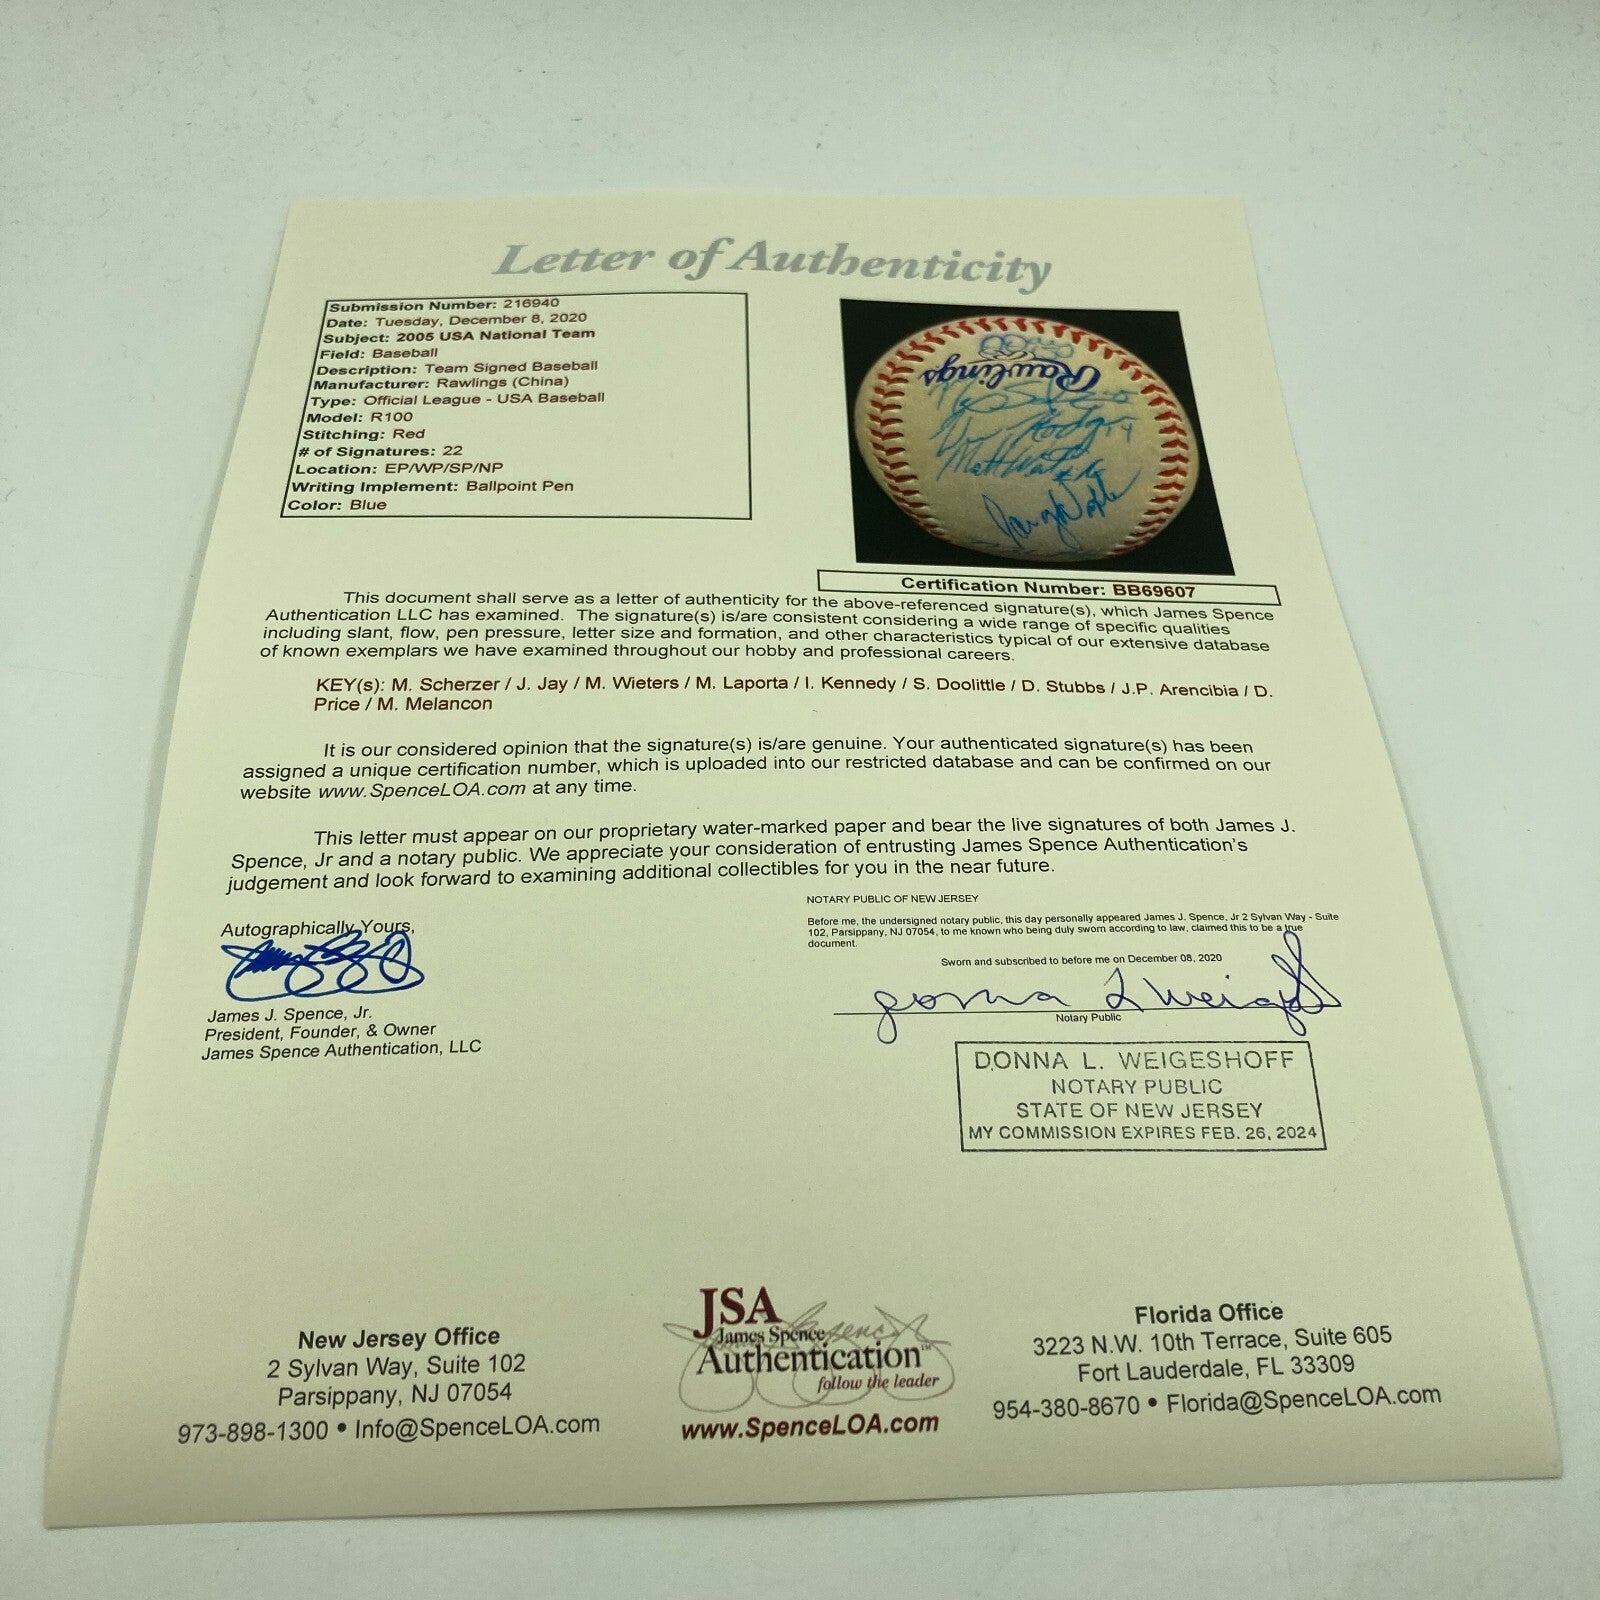 Letter of Authenticity
Submission Number: 216940
Date: Tuesday, December 8, 2020
Subject: 2005 USA National Team
Field: Baseball
Description: Team Signed Baseball
Manufacturer: Rawlings (China)
Type: Official League - USA Baseball
Model: R100
Stitching: Red
# of Signatures: 22
Location: EP/WP/SP/NP
Writing Implement: Ballpoint Pen
Color: Blue
Rawlings
Certification Number: BB69607
This document shall serve as a letter of authenticity for the above-referenced signature(s), which James Spence
Authentication LLC has examined. The signature(s) is/are consistent considering a wide range of specific qualities
including slant, flow, pen pressure, letter size and formation, and other characteristics typical of our extensive database
of known exemplars we have examined throughout our hobby and professional careers.
KEY(s): M. Scherzer / J. Jay / M. Wieters / M. Laporta / I. Kennedy / S. Doolittle / D. Stubbs / J.P. Arencibia / D.
Price / M. Melancon
It is our considered opinion that the signature(s) is/are genuine. Your authenticated signature(s) has been
assigned a unique certification number, which is uploaded into our restricted database and can be confirmed on our
website www.SpenceLOA.com at any time.
This letter must appear on our proprietary water-marked paper and bear the live signatures of both James J.
Spence, Jr and a notary public. We appreciate your consideration of entrusting James Spence Authentication's
judgement and look forward to examining additional collectibles for you in the near future.
Autographically Yours,
James J. Spence, Jr.
President, Founder, & Owner
James Spence Authentication, LLC
NOTARY PUBLIC OF NEW JERSEY
Before me, the undersigned notary public, this day personally appeared James J. Spence, Jr 2 Sylvan Way - Suite
102, Parsippany, NJ 07054, to me known who being duly sworn according to law, claimed this to be a true
document.
Sworn and subscribed to before me on December 08, 2020
Notary Public
DONNA L. WEIGESHOFF
NOTARY PUBLIC
STATE OF NEW JERSEY
MY COMMISSION EXPIRES FEB. 26, 2024
New Jersey Office
2 Sylvan Way, Suite 102
Parsippany, NJ 07054
973-898-1300 • Info@SpenceLOA.com
JSA
James Spence
Authentication™
follow the leader
www.SpenceLOA.com
Florida Office
3223 N.W. 10th Terrace, Suite 605
Fort Lauderdale, FL 33309
954-380-8670 • Florida@SpenceLOA.com